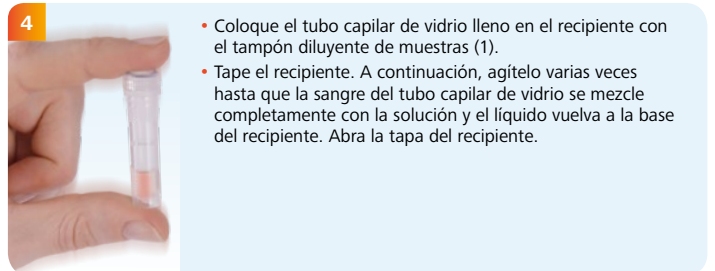 4
• Coloque el tubo capilar de vidrio lleno en el recipiente con
el tampón diluyente de muestras (1).
• Tape el recipiente. A continuación, agítelo varias veces
hasta que la sangre del tubo capilar de vidrio se mezcle
completamente con la solución y el líquido vuelva a la base
del recipiente. Abra la tapa del recipiente.